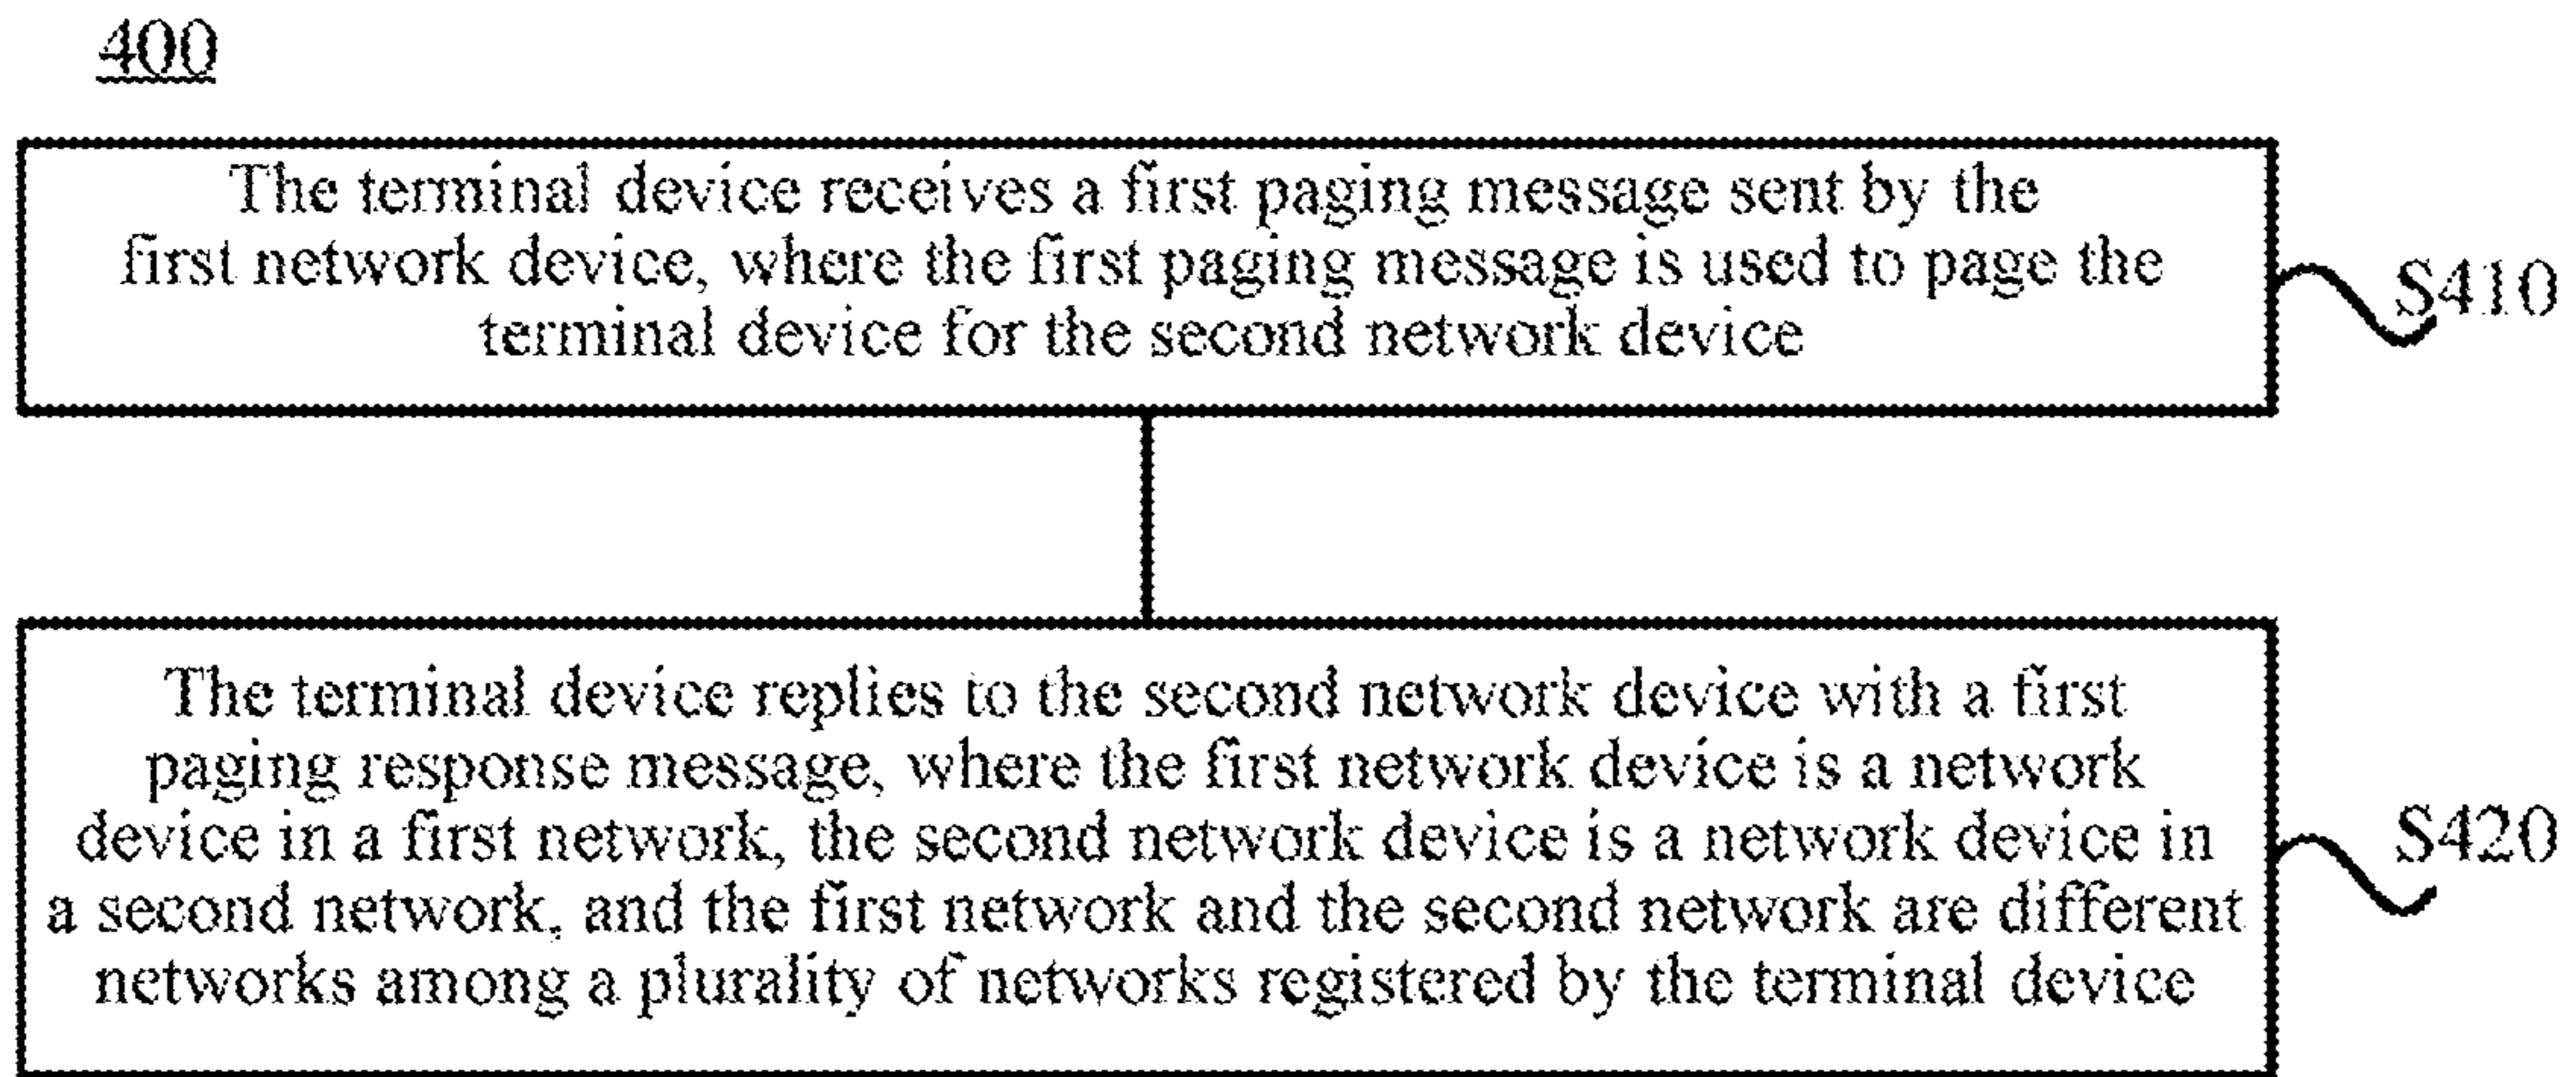 400
The terminal device receives a first paging message sent by the
first network device, where the first paging message is used to page the
terminal device for the second network device
S410
The terminal device replies to the second network device with a first
paging response message, where the first network device is a network
device in a first network, the second network device is a network device in
a second network, and the first network and the second network are different
networks among a plurality of networks registered by the terminal device
S420